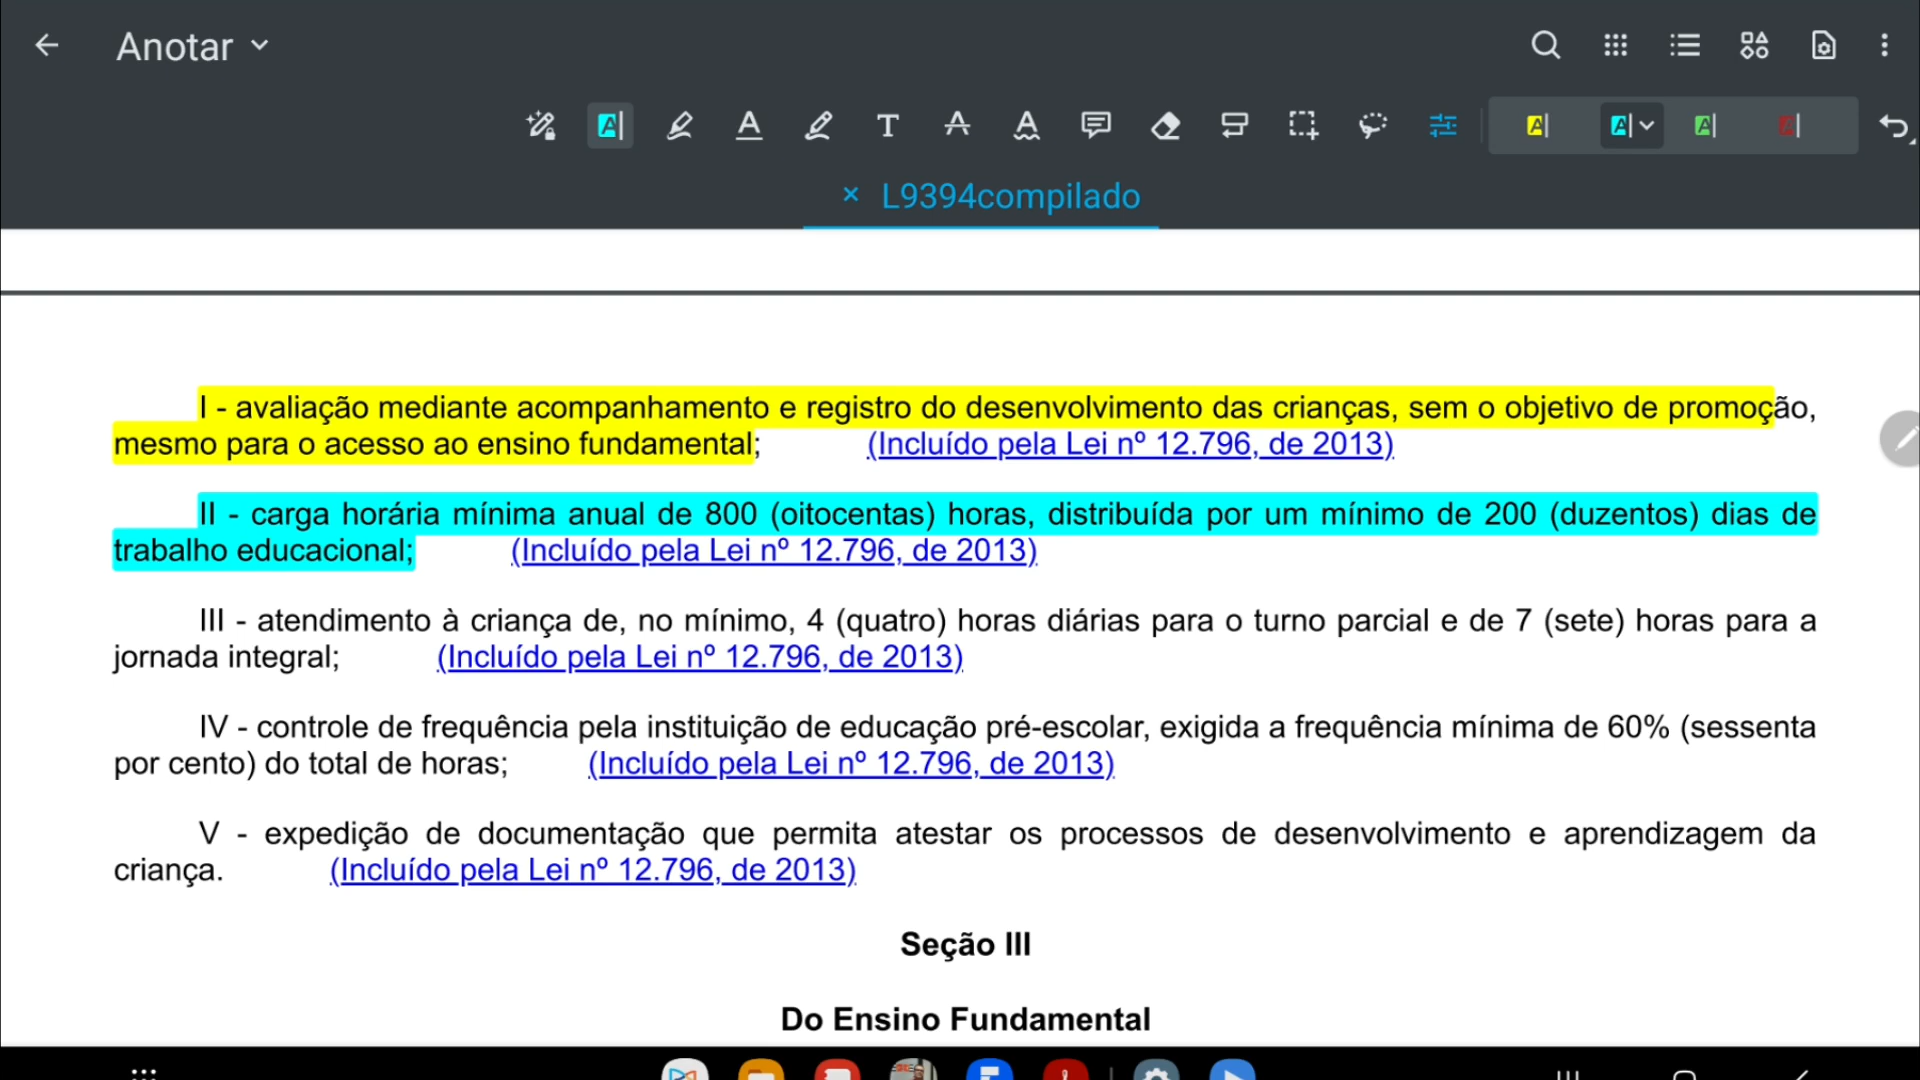 Anotar
L9394compilado
I - avaliação mediante acompanhamento e registro do desenvolvimento das crianças, sem o objetivo de promoção,
mesmo para o acesso ao ensino fundamental; (Incluído pela Lei nº 12.796, de 2013)
II - carga horária mínima anual de 800 (oitocentas) horas, distribuída por um mínimo de 200 (duzentos) dias de
trabalho educacional; (Incluído pela Lei nº 12.796, de 2013)
III - atendimento à criança de, no mínimo, 4 (quatro) horas diárias para o turno parcial e de 7 (sete) horas para a
jornada integral; (Incluído pela Lei nº 12.796, de 2013)
IV - controle de frequência pela instituição de educação pré-escolar, exigida a frequência mínima de 60% (sessenta
por cento) do total de horas; (Incluído pela Lei nº 12.796, de 2013)
V - expedição de documentação que permita atestar os processos de desenvolvimento e aprendizagem da
criança. (Incluído pela Lei nº 12.796, de 2013)
Seção III
Do Ensino Fundamental